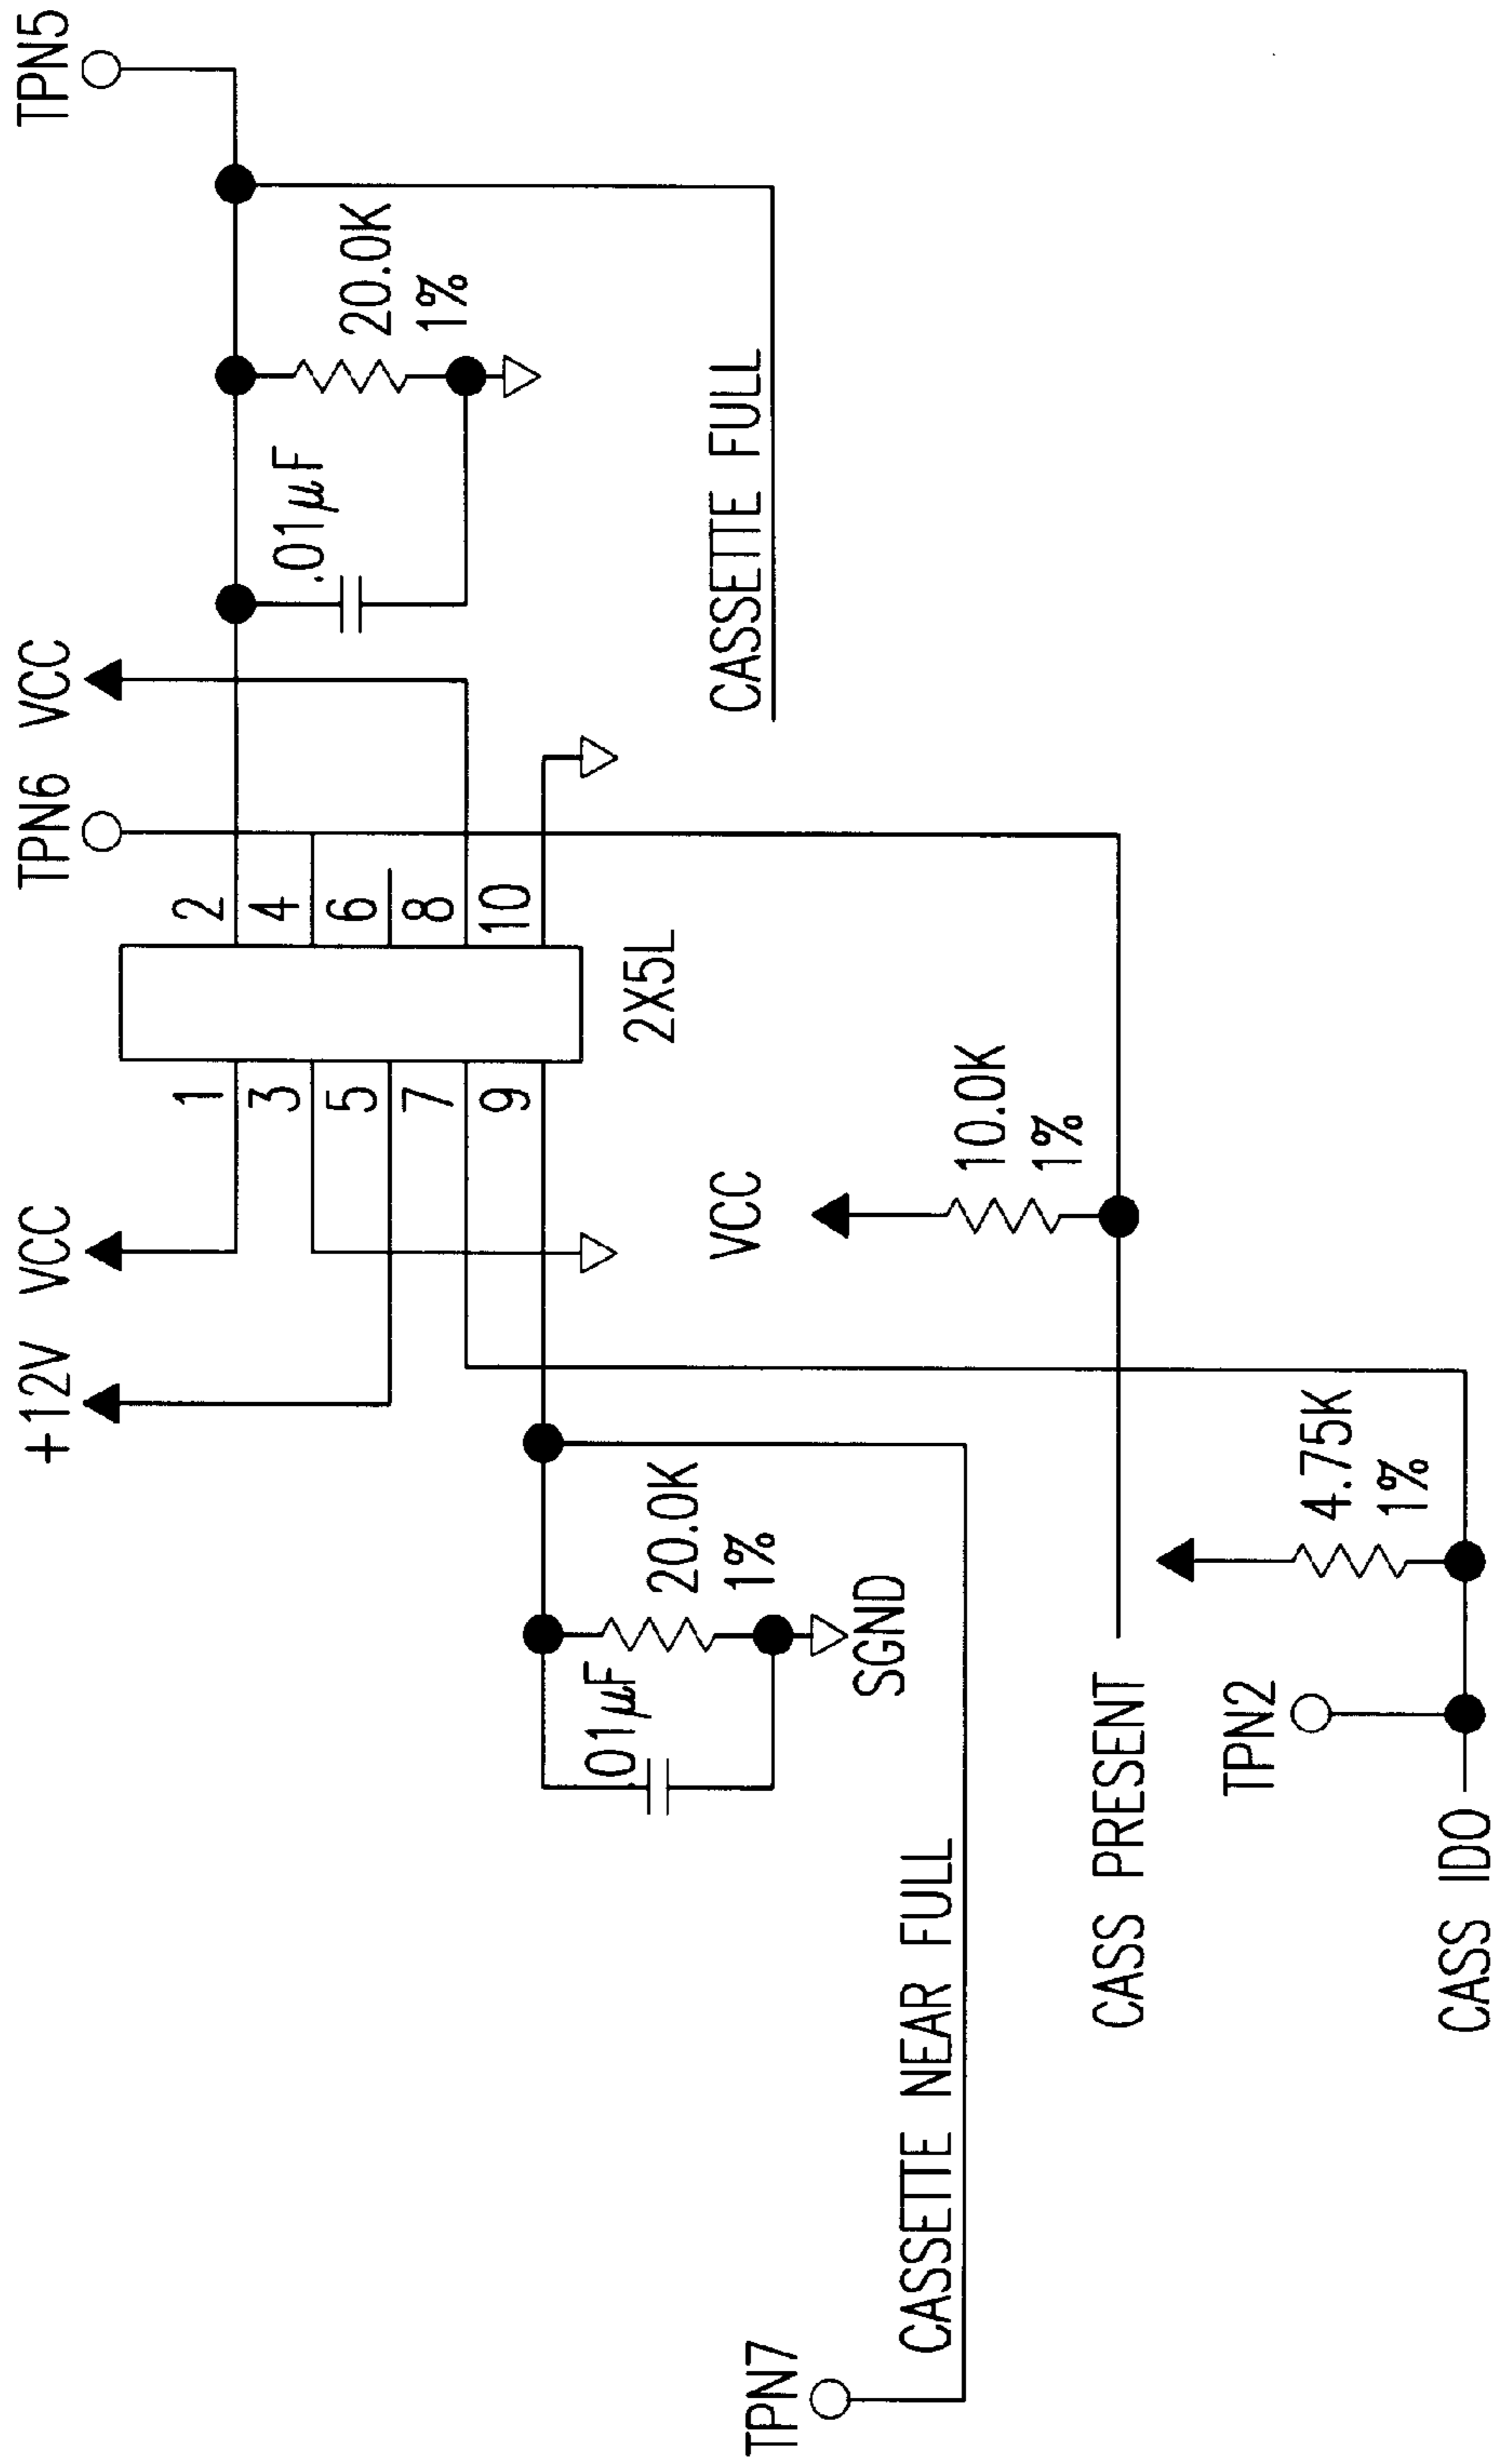 +12V
VCC
TPN6
VCC
TPN5
1
2
3
4
5
6
7
8
9
10
2X5L
.01µF
20.0K
1%
.01µF
20.0K
1%
SGND
CASSETTE FULL
VCC
10.0K
1%
TPN7
CASSETTE NEAR FULL
CASS PRESENT
4.75K
1%
TPN2
CASS IDO